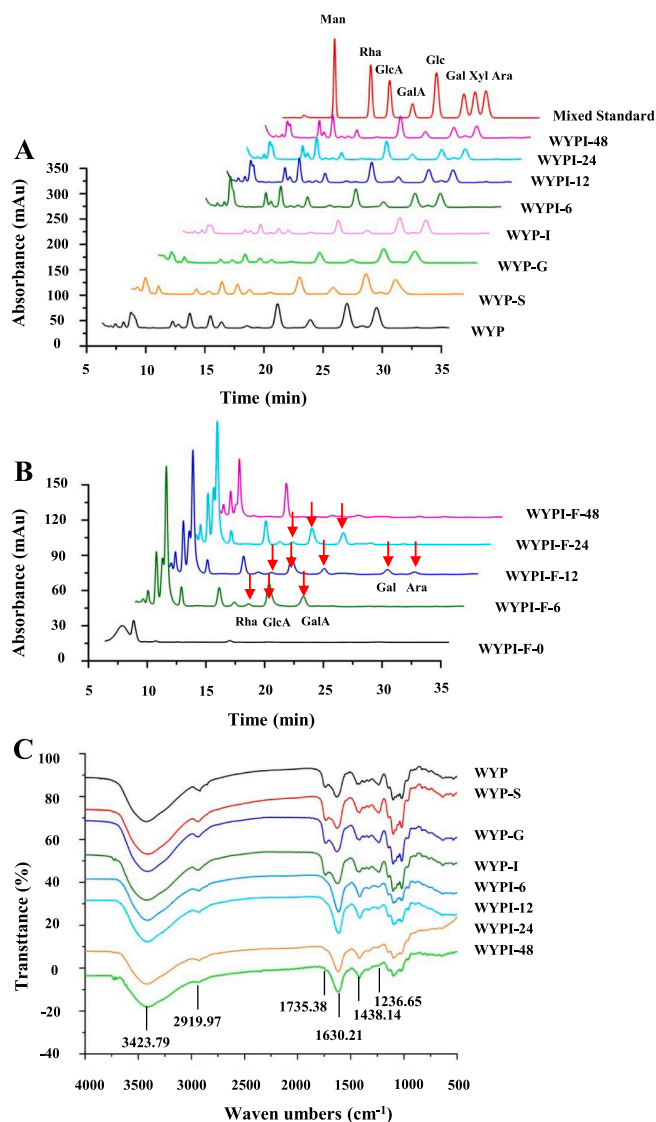 Man
Rha
Glc
GlcA
Gal Xyl Ara
GalA
Mixed Standard
WYPI-48
WYPI-24
WYPI-12
WYPI-6
WYP-I
WYP-G
WYP-S
WYP
A
Absorbance (mAu)
350
300
250
200
150
100
50
0
5 10 15 20 25 30 35
Time (min)
B
Absorbance (mAu)
150
120
90
60
30
0
WYPI-F-48
WYPI-F-24
WYPI-F-12
Gal Ara
WYPI-F-6
Rha GlcA GalA
WYPI-F-0
5 10 15 20 25 30 35
Time (min)
C
Transttance (%)
100
80
60
40
20
0
-20
-40
WYP
WYP-S
WYP-G
WYP-I
WYPI-6
WYPI-12
WYPI-24
WYPI-48
3423.79
2919.97
1735.38
1630.21
1438.14
1236.65
4000 3500 3000 2500 2000 1500 1000 500
Waven umbers (cm⁻¹)